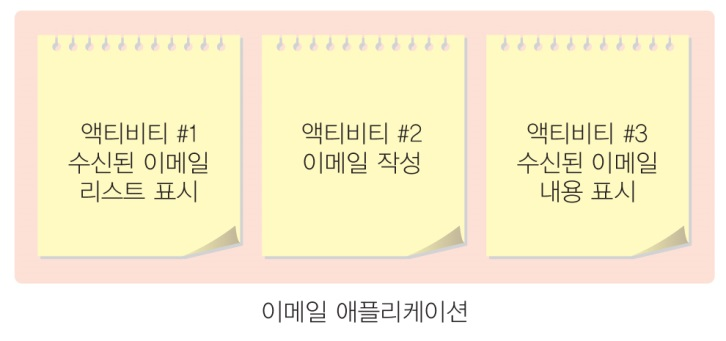 액티비티 #1
수신된 이메일
리스트 표시
액티비티 #2
이메일 작성
액티비티 #3
수신된 이메일
내용 표시
이메일 애플리케이션